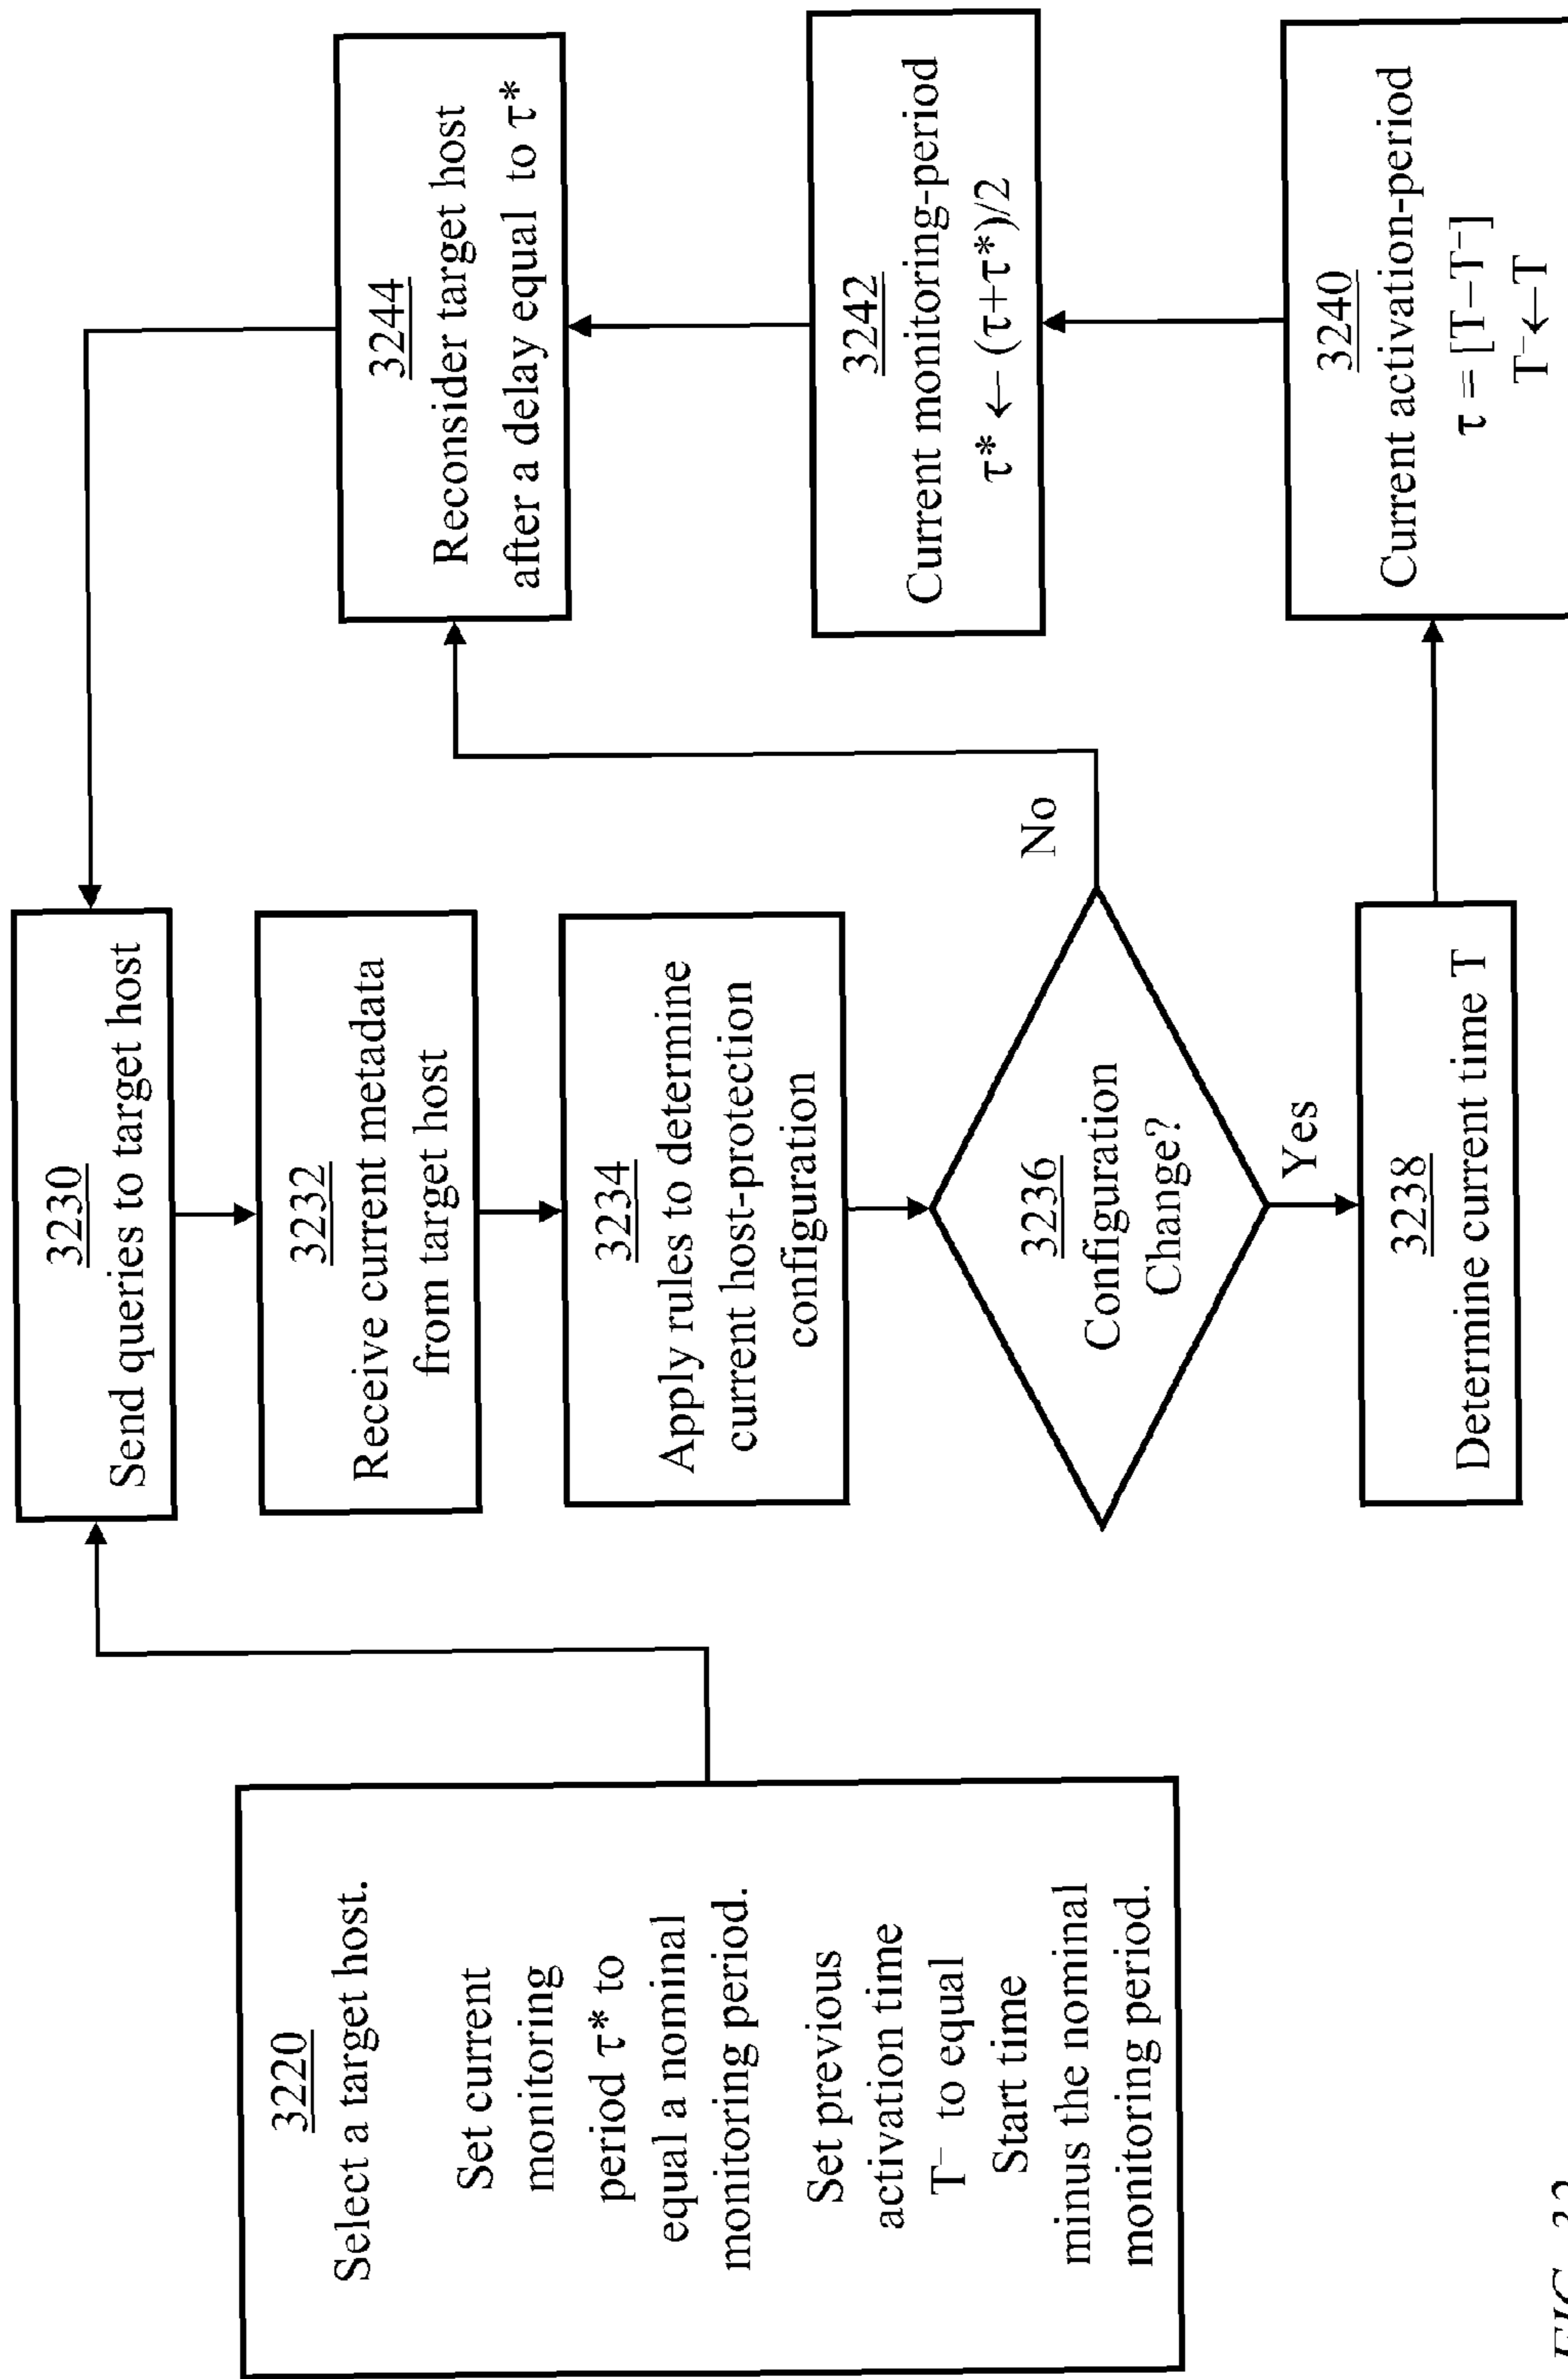 3220
Select a target host.
Set current
monitoring
period τ* to
equal a nominal
monitoring period.
Set previous
activation time
T⁻ to equal
Start time
minus the nominal
monitoring period.
3230
Send queries to target host
3232
Receive current metadata
from target host
3234
Apply rules to determine
current host-protection
configuration
3236
Configuration
Change?
No
Yes
3238
Determine current time T
3240
Current activation-period
τ = [T−T⁻]
T⁻←T
3242
Current monitoring-period
τ* ← (τ+τ*)/2
3244
Reconsider target host
after a delay equal to τ*
FIG. 32